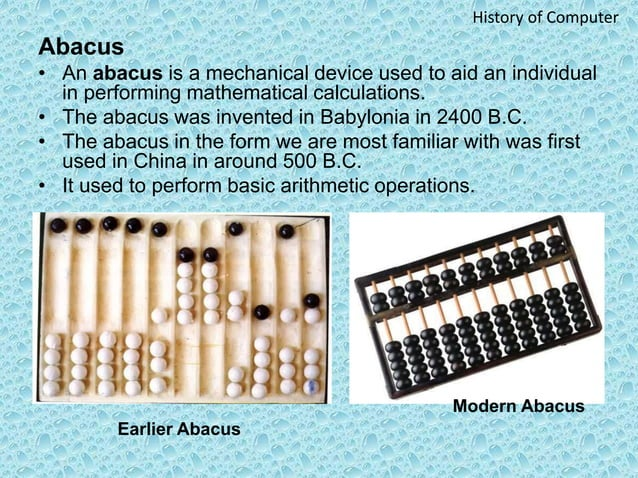 History of Computer
Abacus
• An abacus is a mechanical device used to aid an individual
in performing mathematical calculations.
• The abacus was invented in Babylonia in 2400 B.C.
• The abacus in the form we are most familiar with was first
used in China in around 500 B.C.
• It used to perform basic arithmetic operations.
Modern Abacus
Earlier Abacus